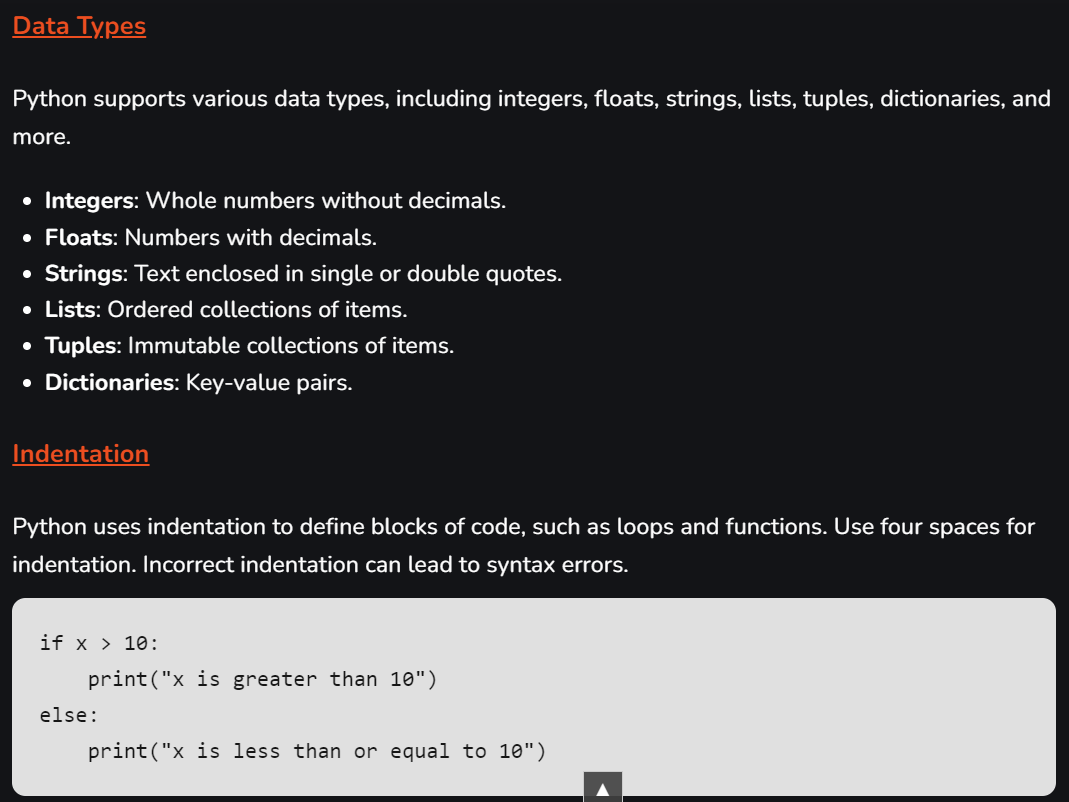 Data Types
Python supports various data types, including integers, floats, strings, lists, tuples, dictionaries, and
more.
Integers: Whole numbers without decimals.
Floats: Numbers with decimals.
Strings: Text enclosed in single or double quotes.
Lists: Ordered collections of items.
Tuples: Immutable collections of items.
Dictionaries: Key-value pairs.
Indentation
Python uses indentation to define blocks of code, such as loops and functions. Use four spaces for
indentation. Incorrect indentation can lead to syntax errors.
if x > 10:
    print("x is greater than 10")
else:
    print("x is less than or equal to 10")